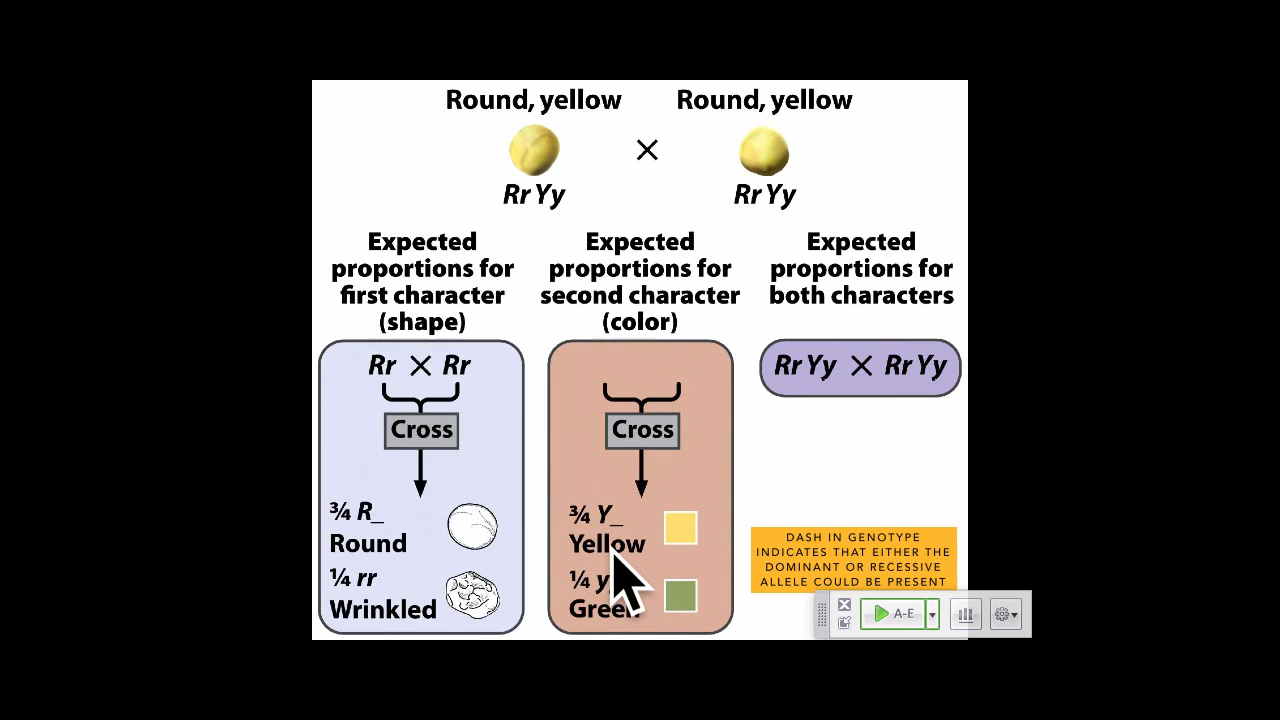 Round, yellow
Round, yellow
×
Rr Yy
Rr Yy
Expected
proportions for
first character
(shape)
Expected
proportions for
second character
(color)
Expected
proportions for
both characters
Rr × Rr
Cross
¾ R_
Round
¼ rr
Wrinkled
Cross
¾ Y_
Yellow
¼
Green
Rr Yy × Rr Yy
DASH IN GENOTYPE
INDICATES THAT EITHER THE
DOMINANT OR RECESSIVE
ALLELE COULD BE PRESENT
A-E